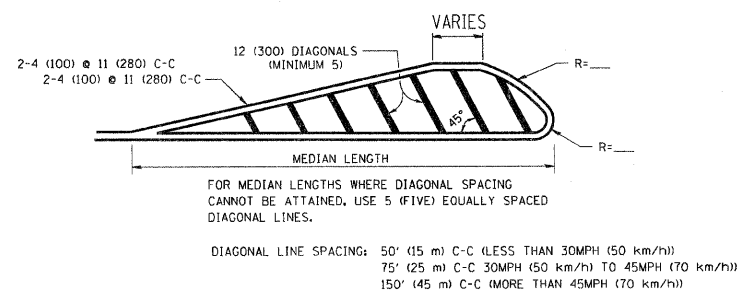 VARIES
12 (300) DIAGONALS
(MINIMUM 5)
2-4 (100) @ 11 (280) C-C
2-4 (100) @ 11 (280) C-C
R=___
45°
R=___
MEDIAN LENGTH
FOR MEDIAN LENGTHS WHERE DIAGONAL SPACING
CANNOT BE ATTAINED, USE 5 (FIVE) EQUALLY SPACED
DIAGONAL LINES.
DIAGONAL LINE SPACING: 50' (15 m) C-C (LESS THAN 30MPH (50 km/h))
75' (25 m) C-C 30MPH (50 km/h) TO 45MPH (70 km/h))
150' (45 m) C-C (MORE THAN 45MPH (70 km/h))